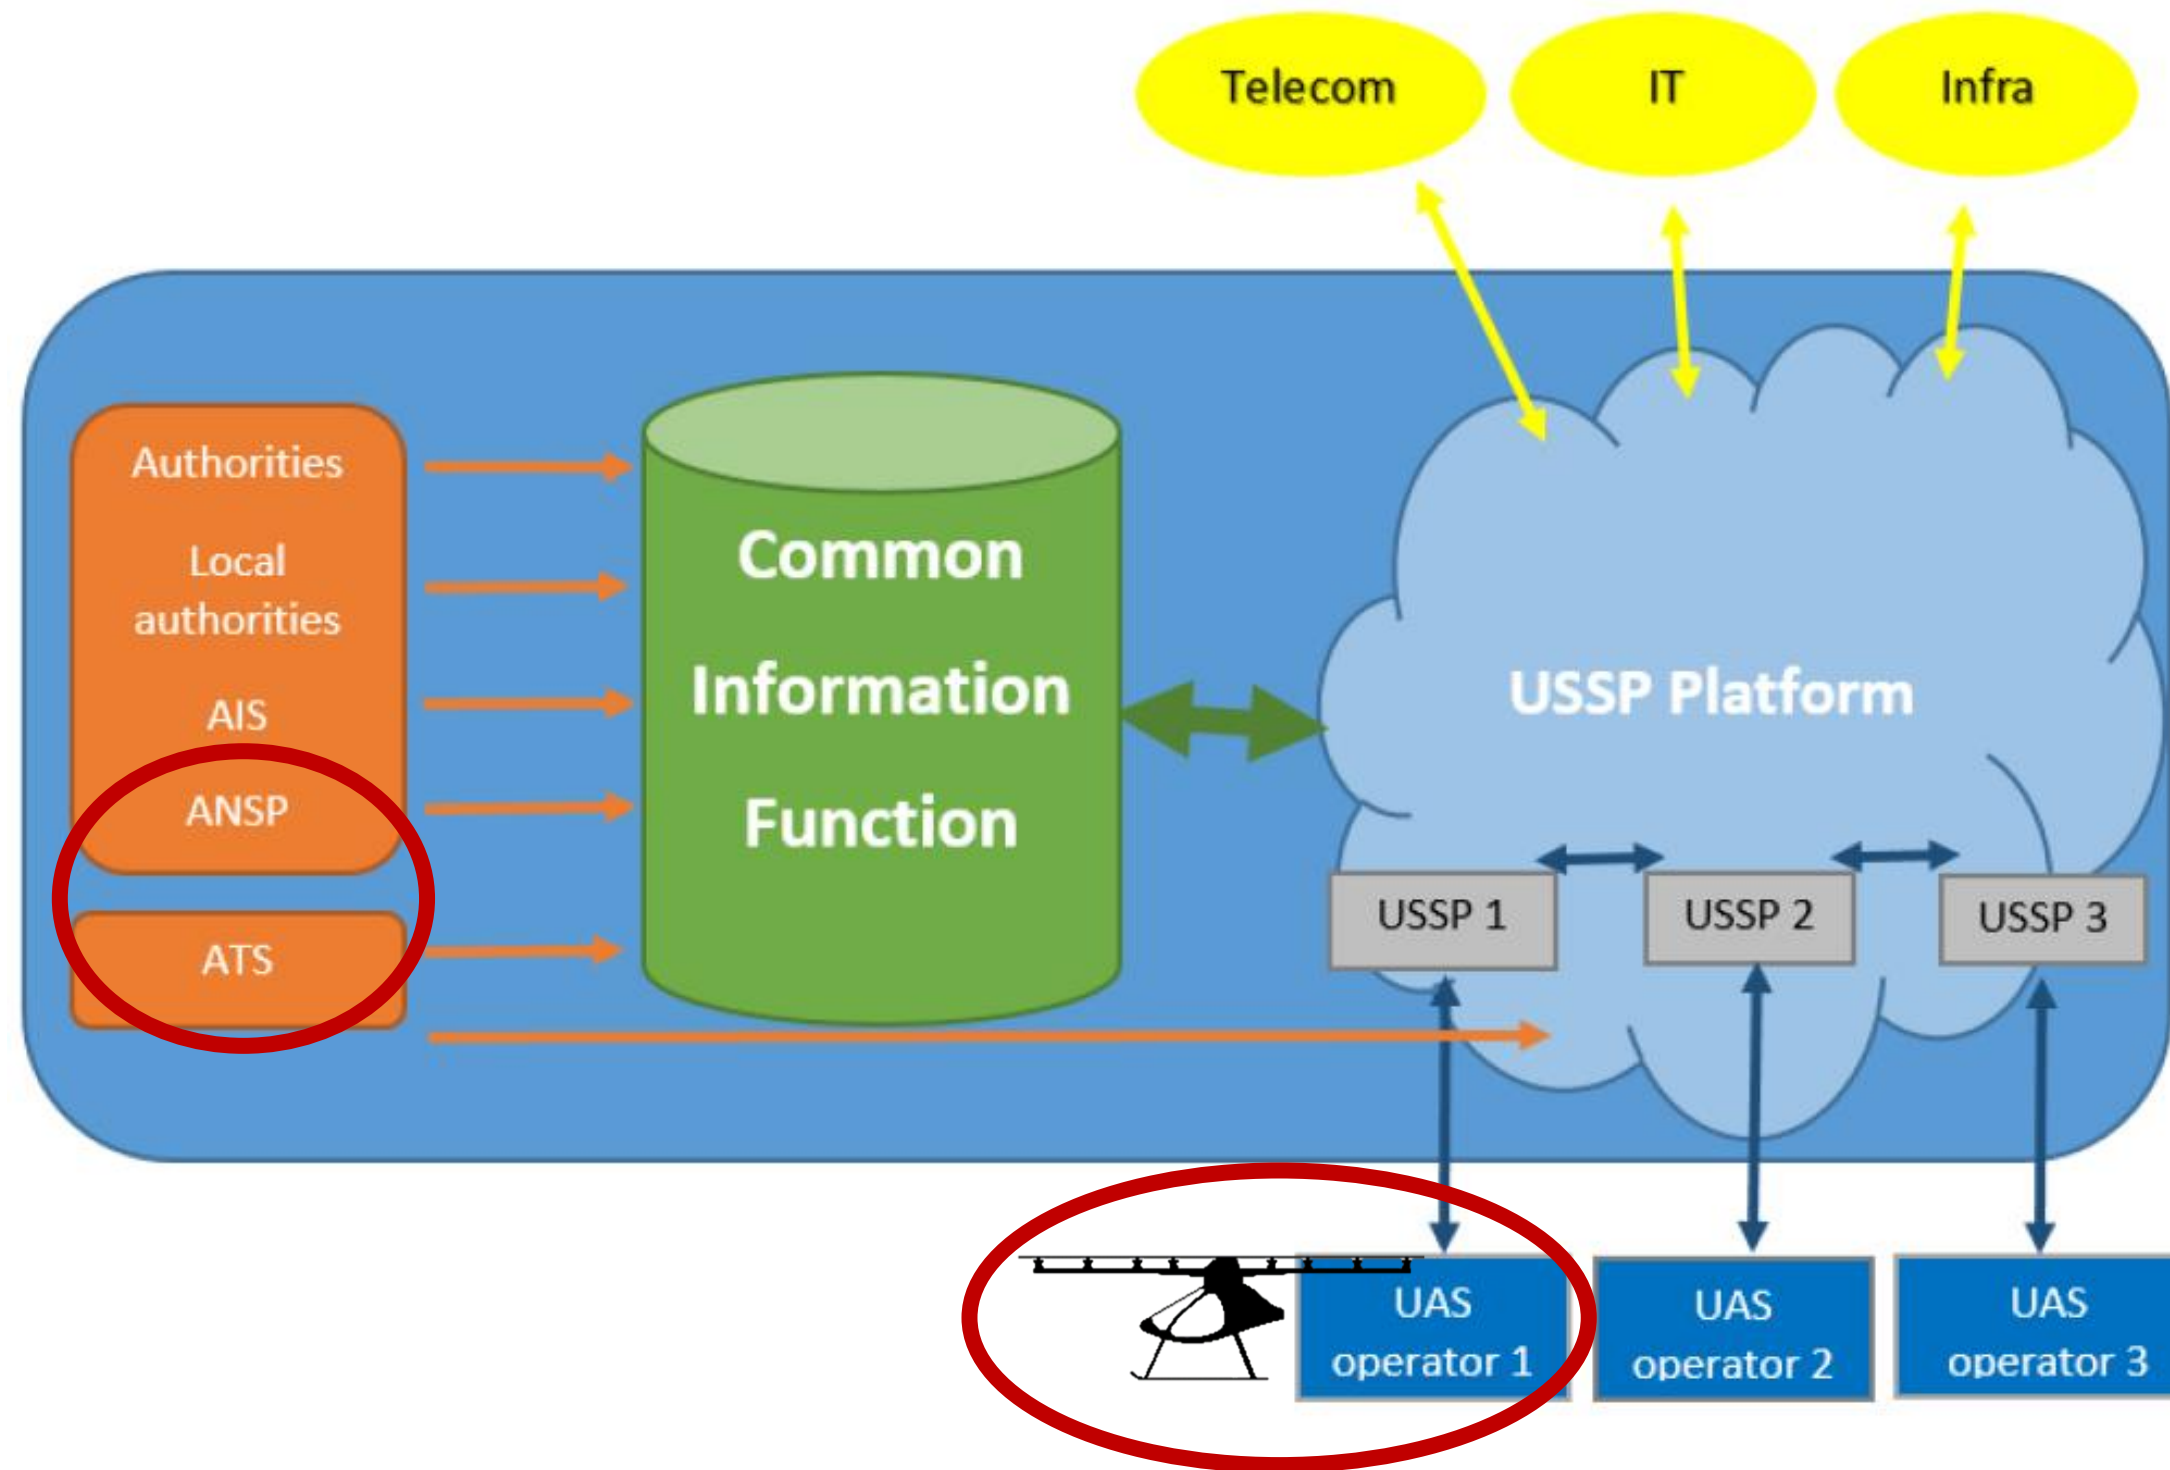 Telecom
IT
Infra
Authorities
Local
authorities
AIS
ANSP
ATS
Common
Information
Function
USSP Platform
USSP 1
USSP 2
USSP 3
UAS
operator 1
UAS
operator 2
UAS
operator 3